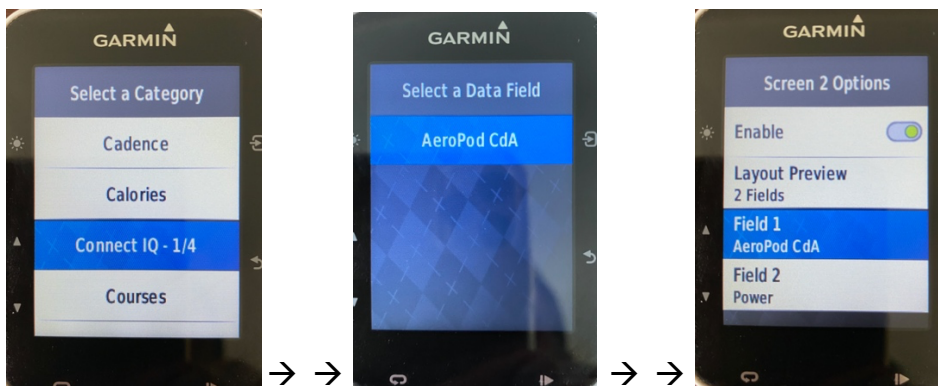 GARMIN
Select a Category
Cadence
Calories
Connect IQ - 1/4
Courses
→ →
GARMIN
Select a Data Field
AeroPod CdA
→ →
GARMIN
Screen 2 Options
Enable
Layout Preview
2 Fields
Field 1
AeroPod CdA
Field 2
Power